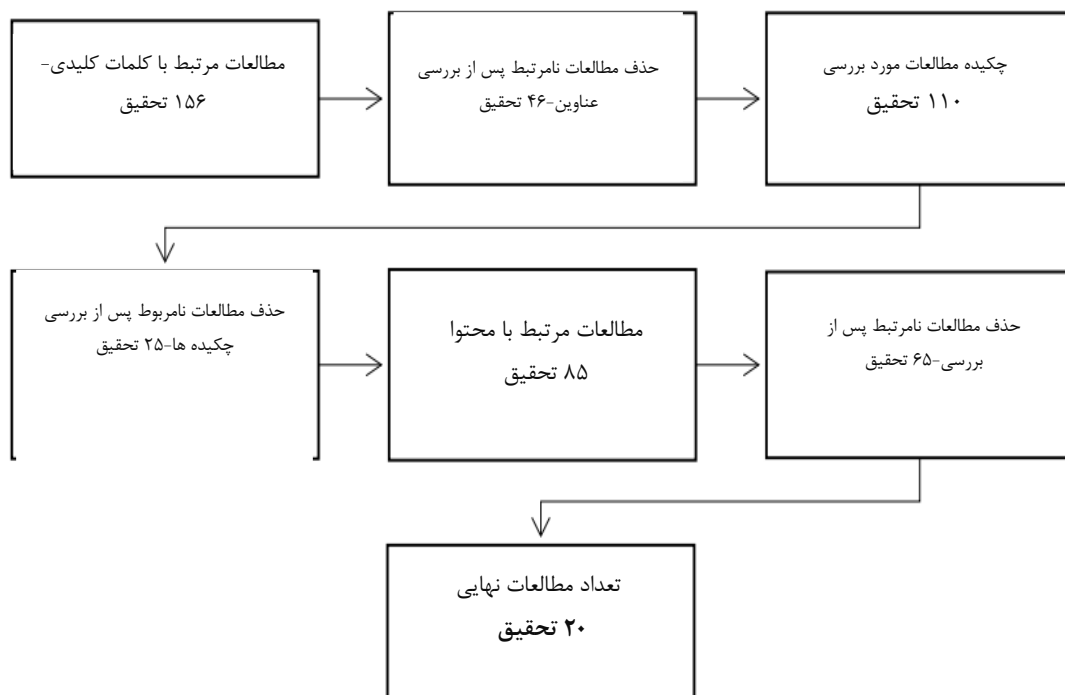 مطالعات مرتبط با کلمات کلیدی-
۱۵۶ تحقیق
حذف مطالعات نامرتبط پس از بررسی
عناوین-۴۶ تحقیق
چکیده مطالعات مورد بررسی
۱۱۰ تحقیق
حذف مطالعات نامربوط پس از بررسی
چکیده ها-۲۵ تحقیق
مطالعات مرتبط با محتوا
۸۵ تحقیق
حذف مطالعات نامرتبط پس از
بررسی-۶۵ تحقیق
تعداد مطالعات نهایی
۲۰ تحقیق